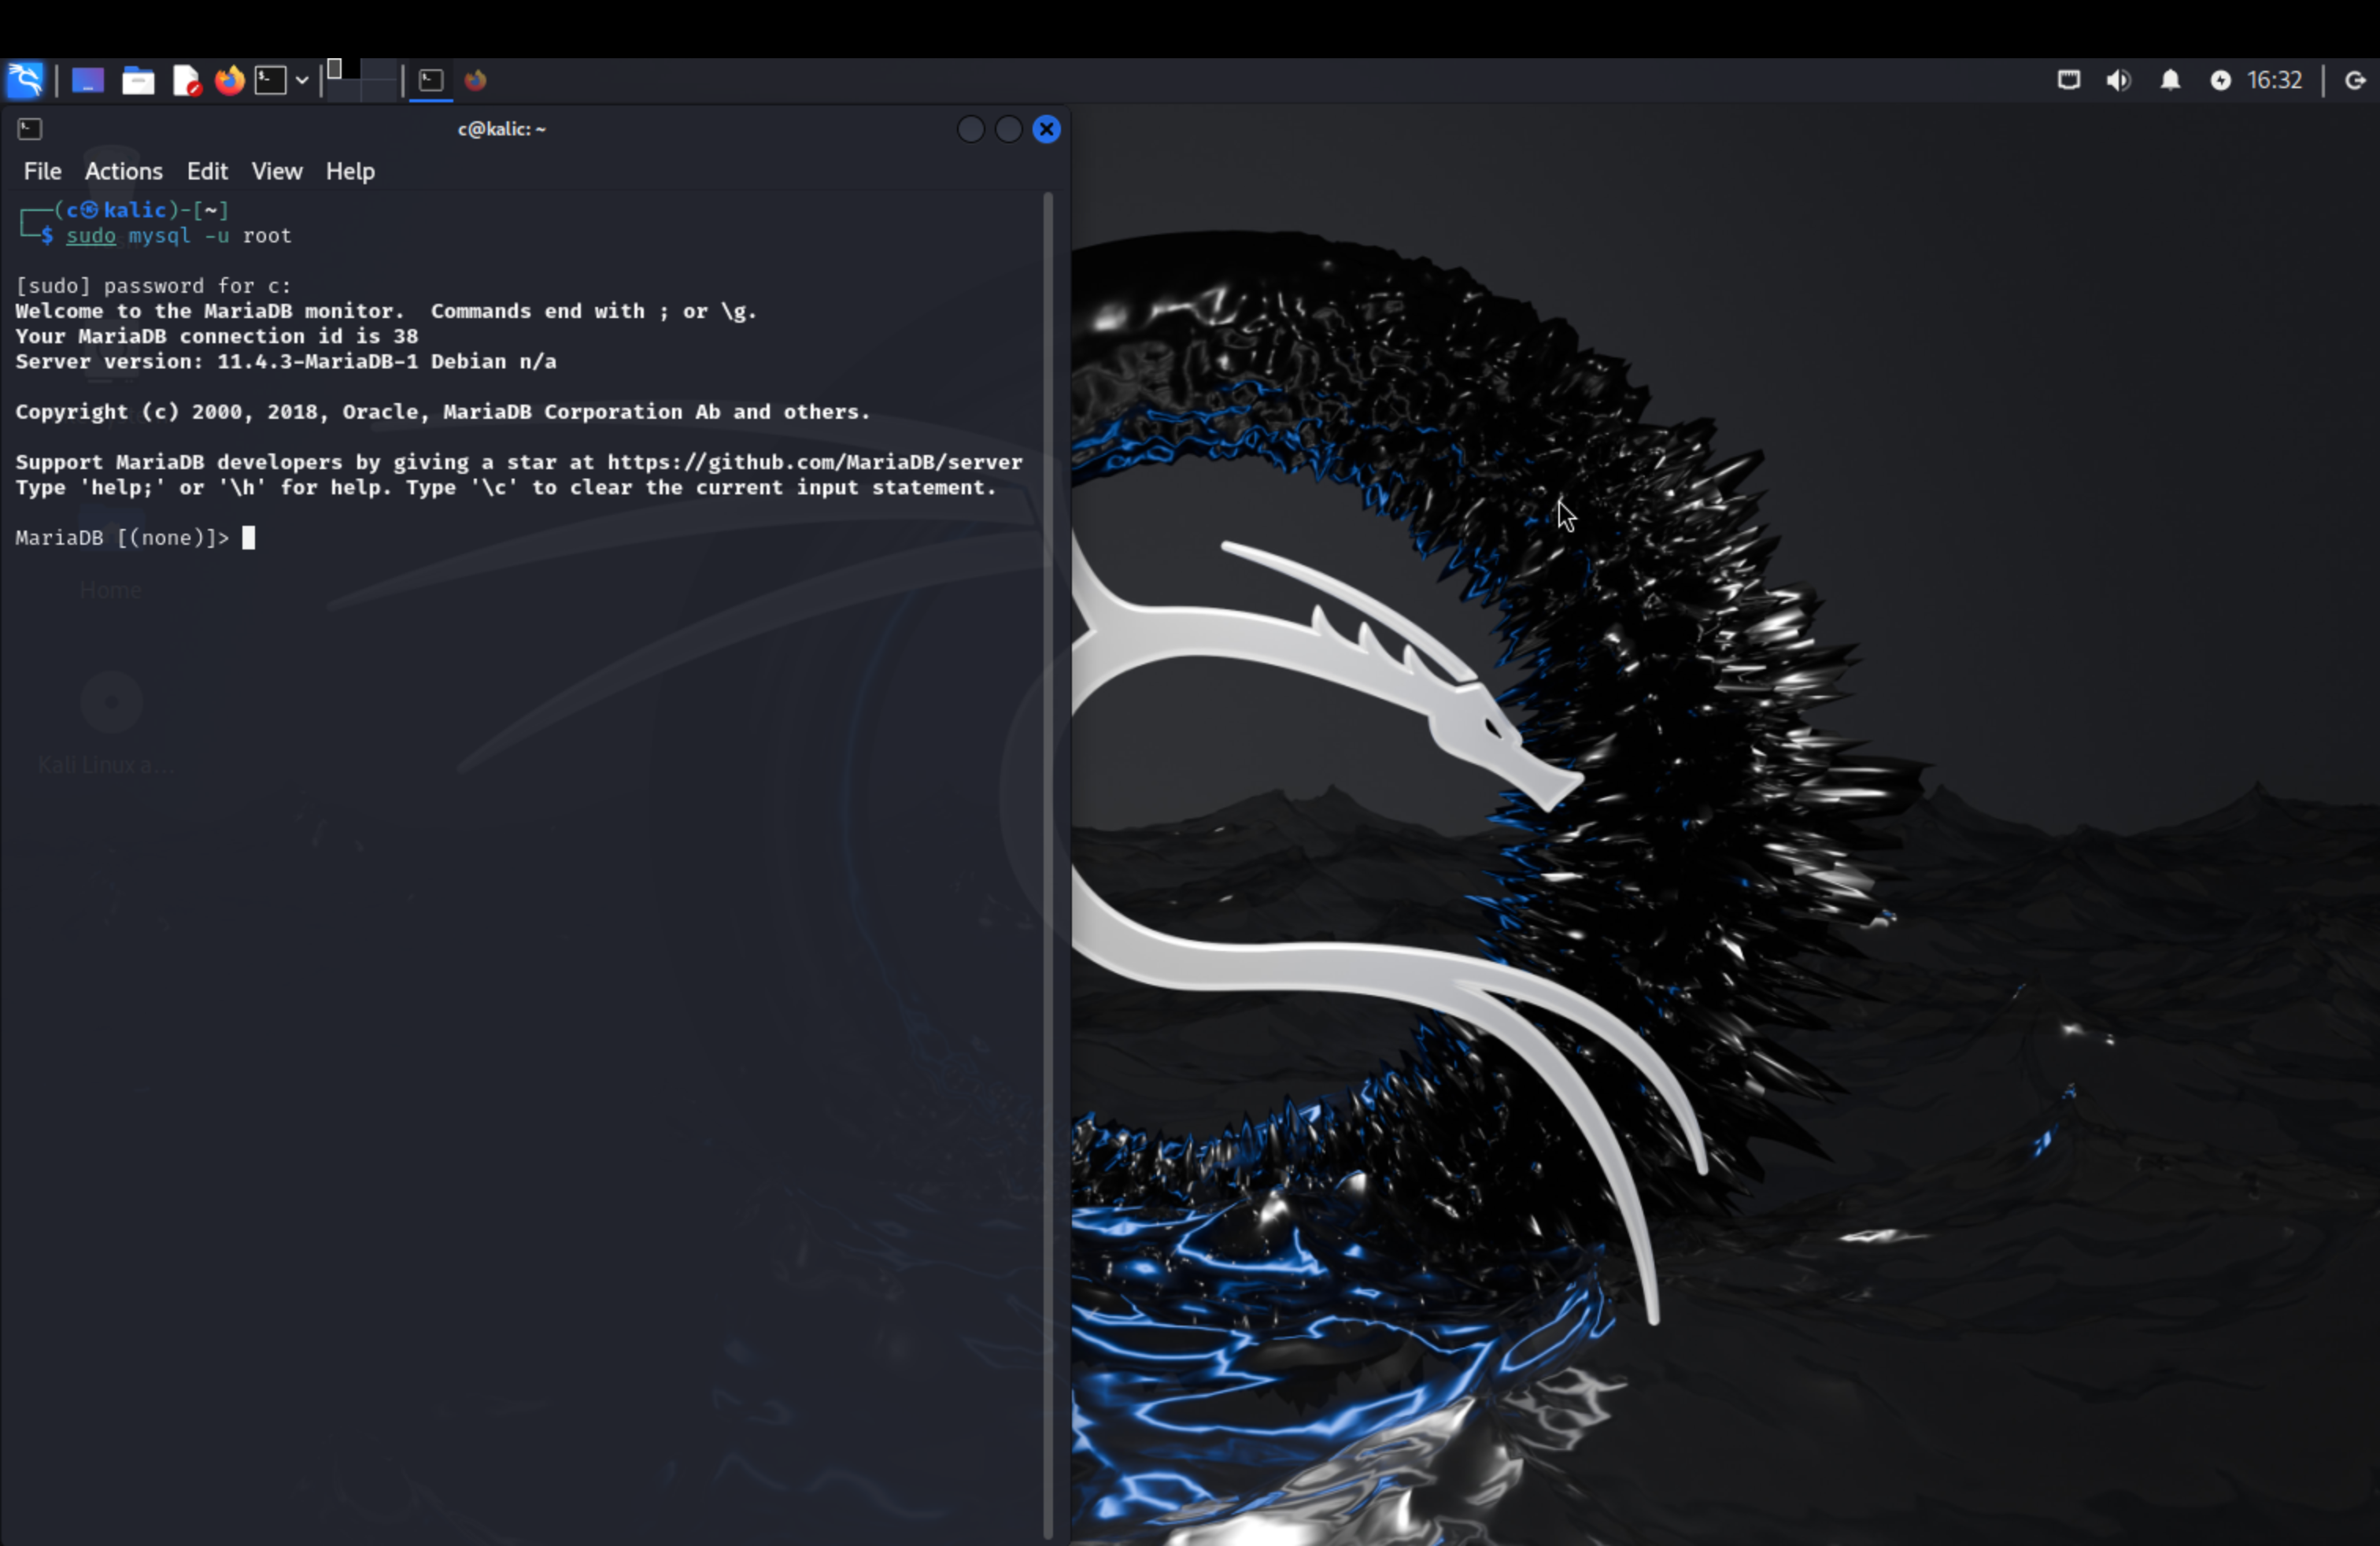 16:32
c@kalic: ~
File Actions Edit View Help
┌──(c㉿kalic)-[~]
└─$ sudo mysql -u root
[sudo] password for c:
Welcome to the MariaDB monitor.  Commands end with ; or \g.
Your MariaDB connection id is 38
Server version: 11.4.3-MariaDB-1 Debian n/a
Copyright (c) 2000, 2018, Oracle, MariaDB Corporation Ab and others.
Support MariaDB developers by giving a star at https://github.com/MariaDB/server
Type 'help;' or '\h' for help. Type '\c' to clear the current input statement.
MariaDB [(none)]>
Home
Kali Linux a...